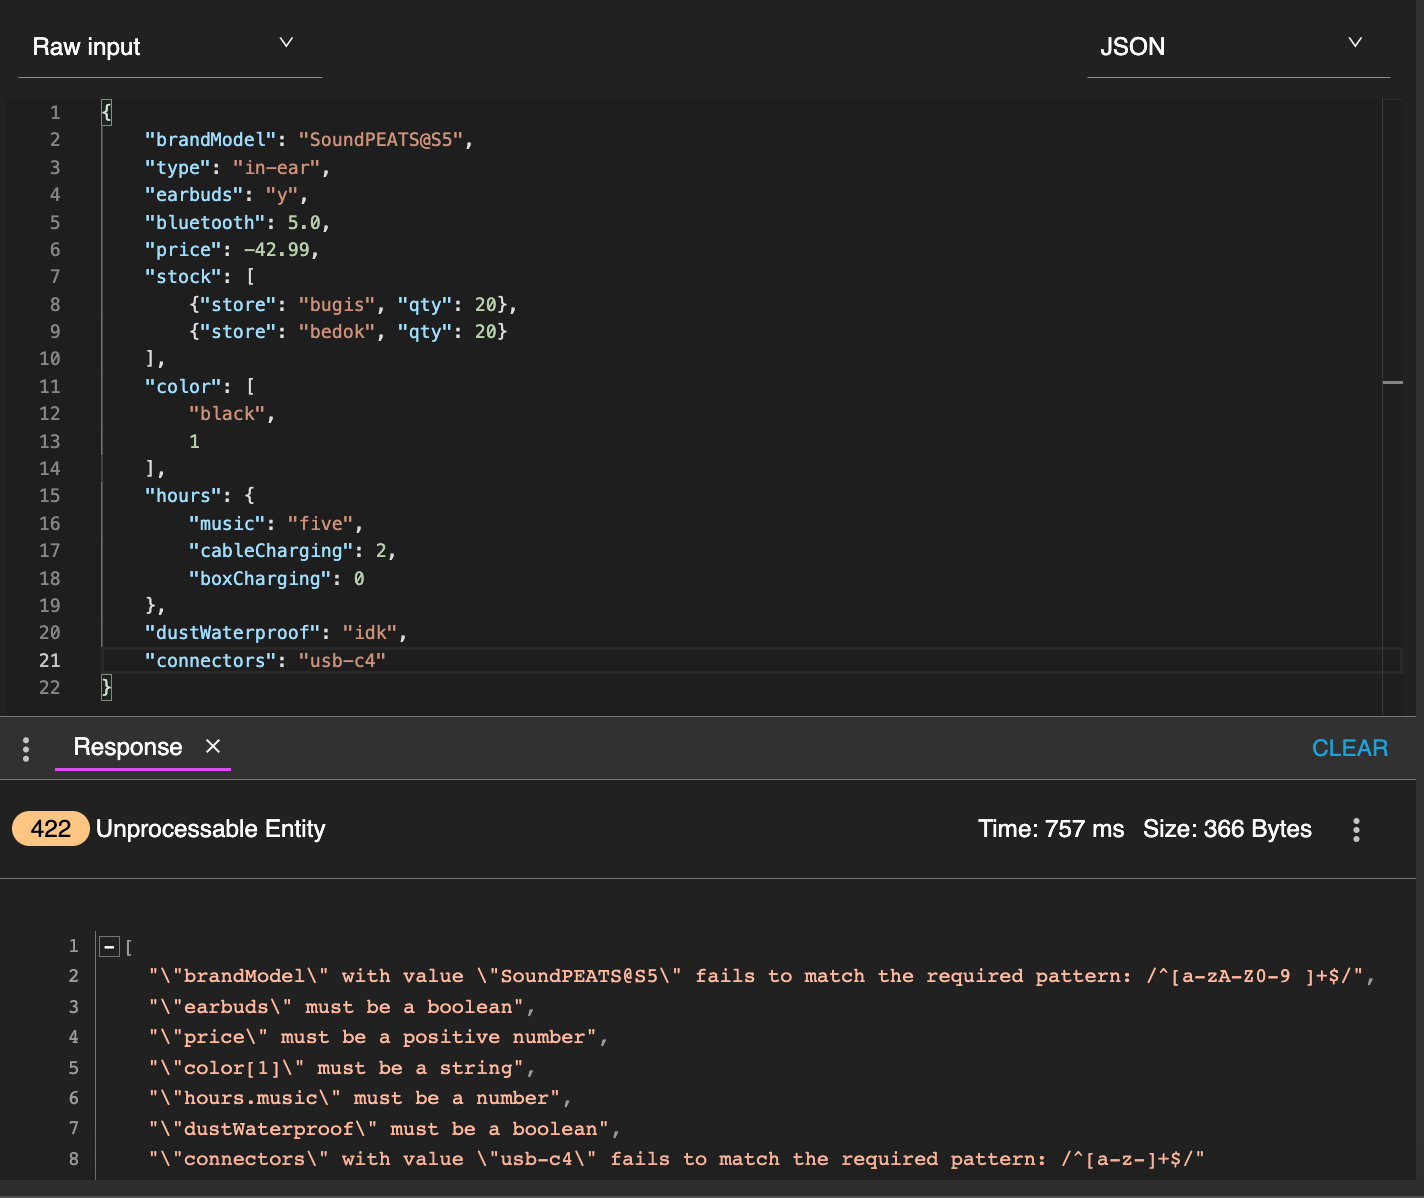 Raw input JSON
1 {
2 "brandModel": "SoundPEATS@S5",
3 "type": "in-ear",
4 "earbuds": "y",
5 "bluetooth": 5.0,
6 "price": -42.99,
7 "stock": [
8 {"store": "bugis", "qty": 20},
9 {"store": "bedok", "qty": 20}
10 ],
11 "color": [
12 "black",
13 1
14 ],
15 "hours": {
16 "music": "five",
17 "cableCharging": 2,
18 "boxCharging": 0
19 },
20 "dustWaterproof": "idk",
21 "connectors": "usb-c4"
22 }
Response × CLEAR
422 Unprocessable Entity Time: 757 ms Size: 366 Bytes
1 [
2 "\"brandModel\" with value \"SoundPEATS@S5\" fails to match the required pattern: /^[a-zA-Z0-9 ]+$/",
3 "\"earbuds\" must be a boolean",
4 "\"price\" must be a positive number",
5 "\"color[1]\" must be a string",
6 "\"hours.music\" must be a number",
7 "\"dustWaterproof\" must be a boolean",
8 "\"connectors\" with value \"usb-c4\" fails to match the required pattern: /^[a-z-]+$/"